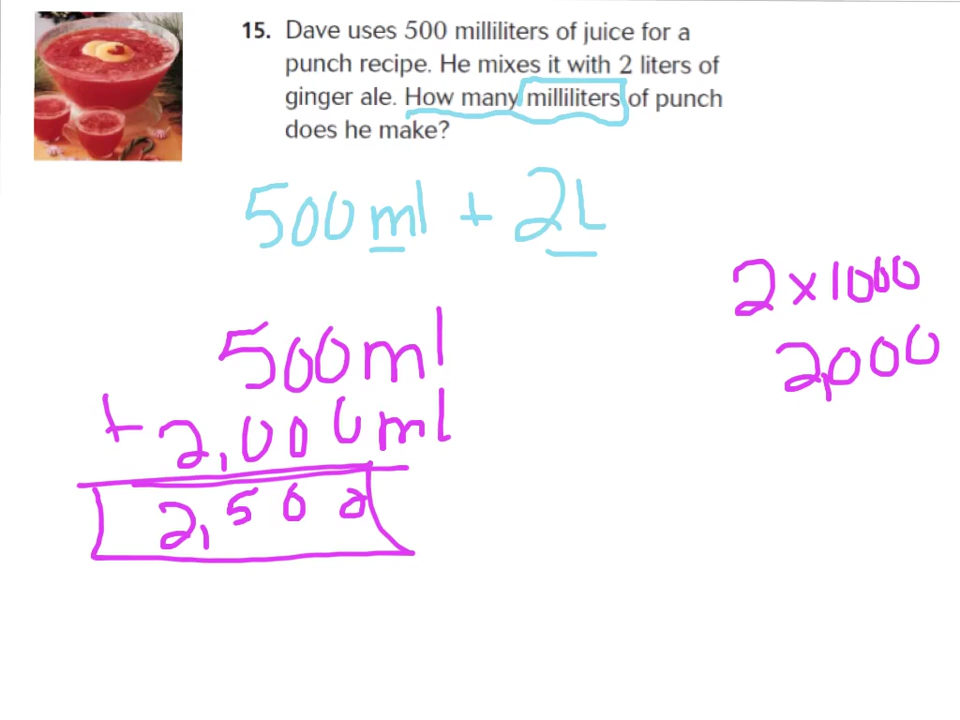 15. Dave uses 500 milliliters of juice for a
punch recipe. He mixes it with 2 liters of
ginger ale. How many milliliters of punch
does he make?
500 ml + 2L
2 x 1000
2,000
500 ml
+ 2,000 ml
2,500